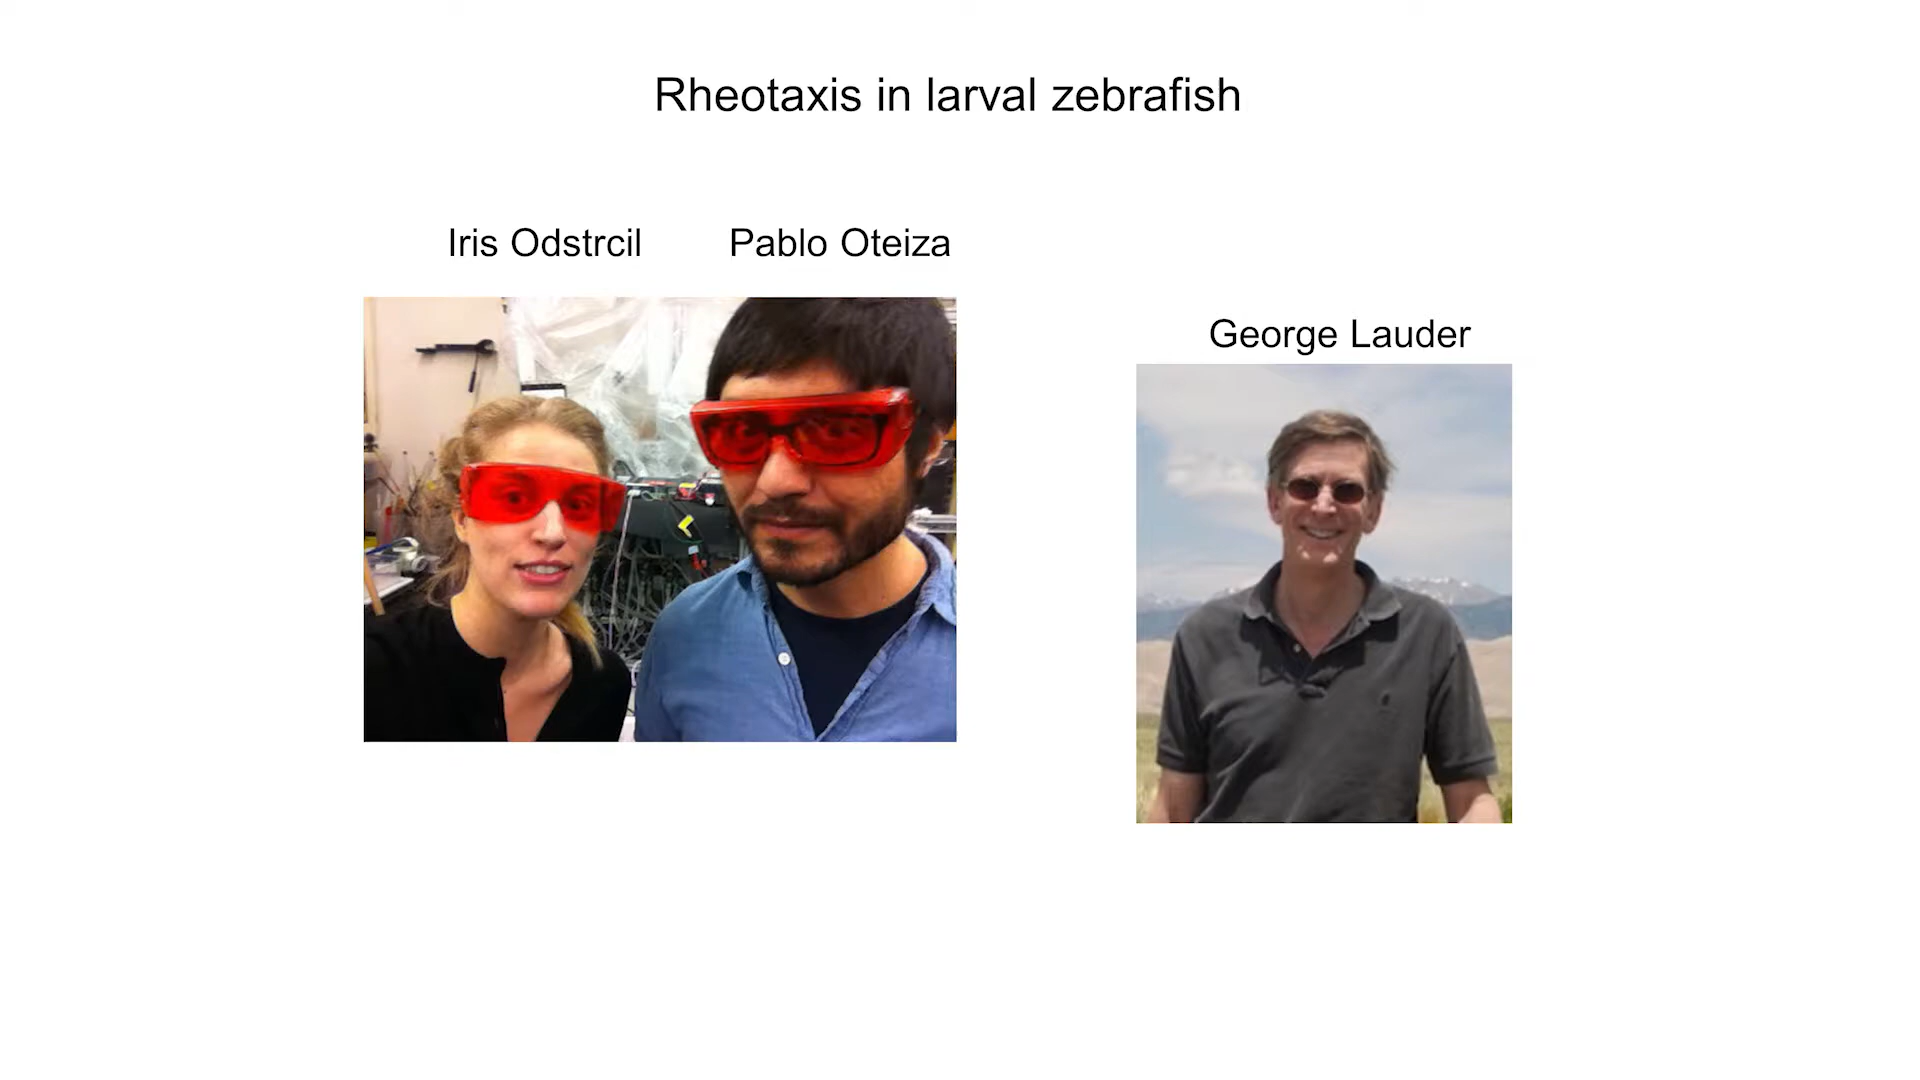 Rheotaxis in larval zebrafish
Iris Odstrcil Pablo Oteiza
George Lauder